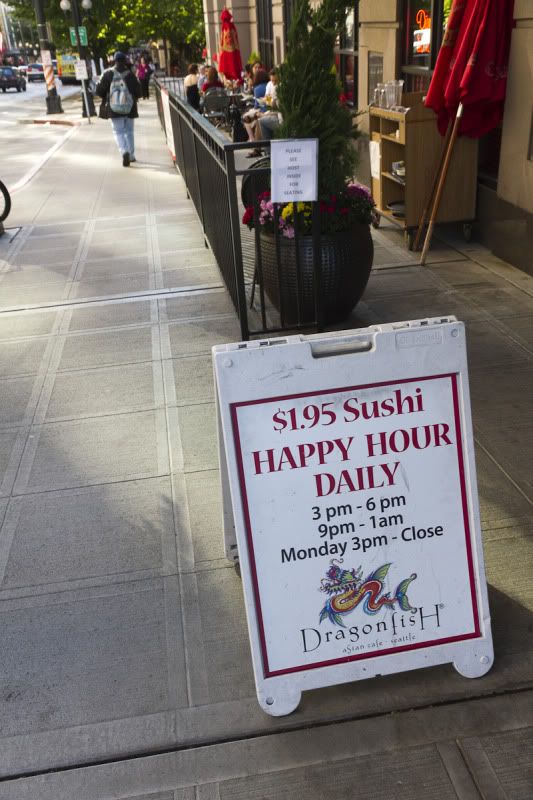 PLEASE
SEE
HOST
INSIDE
FOR
SEATING
$1.95 Sushi
HAPPY HOUR
DAILY
3 pm - 6 pm
9pm - 1am
Monday 3pm - Close
DragonfisH®
asian cafe · seattle